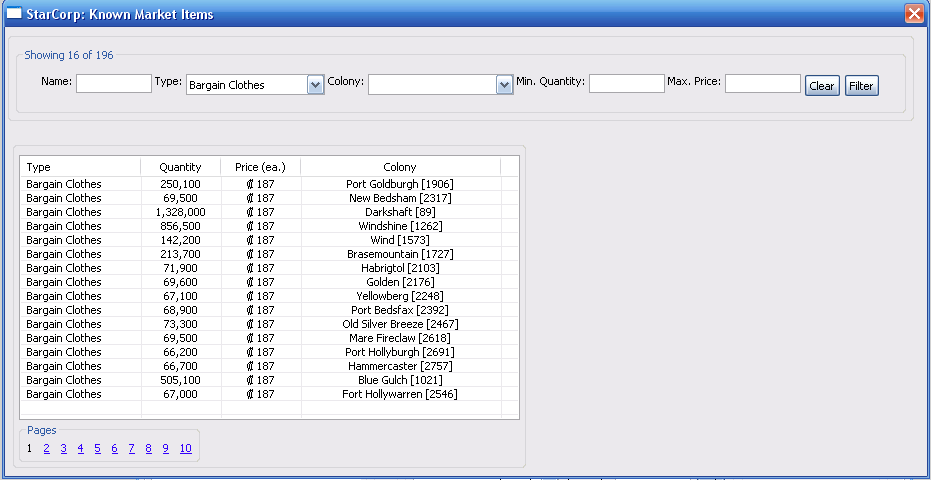 StarCorp: Known Market Items
Showing 16 of 196
Name: Type: Bargain Clothes Colony: Min. Quantity: Max. Price: Clear Filter
Type Quantity Price (ea.) Colony
Bargain Clothes 250,100 ₡ 187 Port Goldburgh [1906]
Bargain Clothes 69,500 ₡ 187 New Bedsham [2317]
Bargain Clothes 1,328,000 ₡ 187 Darkshaft [89]
Bargain Clothes 856,500 ₡ 187 Windshine [1262]
Bargain Clothes 142,200 ₡ 187 Wind [1573]
Bargain Clothes 213,700 ₡ 187 Brasemountain [1727]
Bargain Clothes 71,900 ₡ 187 Habrigtol [2103]
Bargain Clothes 69,600 ₡ 187 Golden [2176]
Bargain Clothes 67,100 ₡ 187 Yellowberg [2248]
Bargain Clothes 68,900 ₡ 187 Port Bedsfax [2392]
Bargain Clothes 73,300 ₡ 187 Old Silver Breeze [2467]
Bargain Clothes 69,500 ₡ 187 Mare Fireclaw [2618]
Bargain Clothes 66,200 ₡ 187 Port Hollyburgh [2691]
Bargain Clothes 66,700 ₡ 187 Hammercaster [2757]
Bargain Clothes 505,100 ₡ 187 Blue Gulch [1021]
Bargain Clothes 67,000 ₡ 187 Fort Hollywarren [2546]
Pages
1 2 3 4 5 6 7 8 9 10